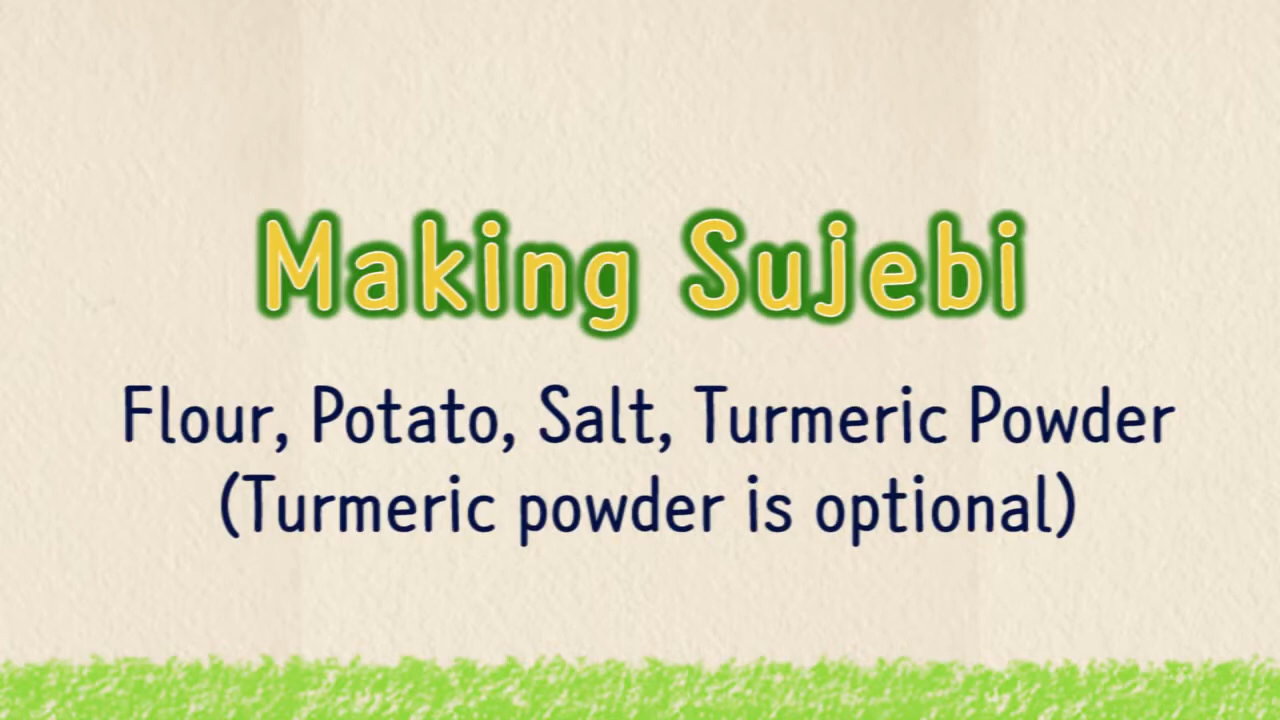 Making Sujebi
Flour, Potato, Salt, Turmeric Powder
(Turmeric powder is optional)